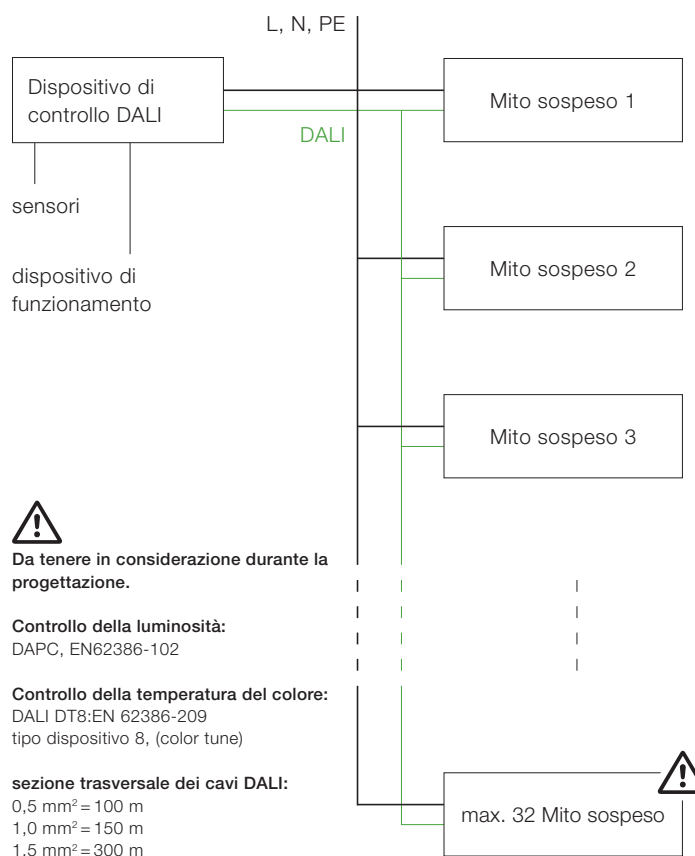 L, N, PE
Dispositivo di
controllo DALI
DALI
Mito sospeso 1
sensori
dispositivo di
funzionamento
Mito sospeso 2
Mito sospeso 3
Da tenere in considerazione durante la
progettazione.
Controllo della luminosità:
DAPC, EN62386-102
Controllo della temperatura del colore:
DALI DT8:EN 62386-209
tipo dispositivo 8, (color tune)
sezione trasversale dei cavi DALI:
0,5 mm² = 100 m
1,0 mm² = 150 m
1,5 mm² = 300 m
max. 32 Mito sospeso